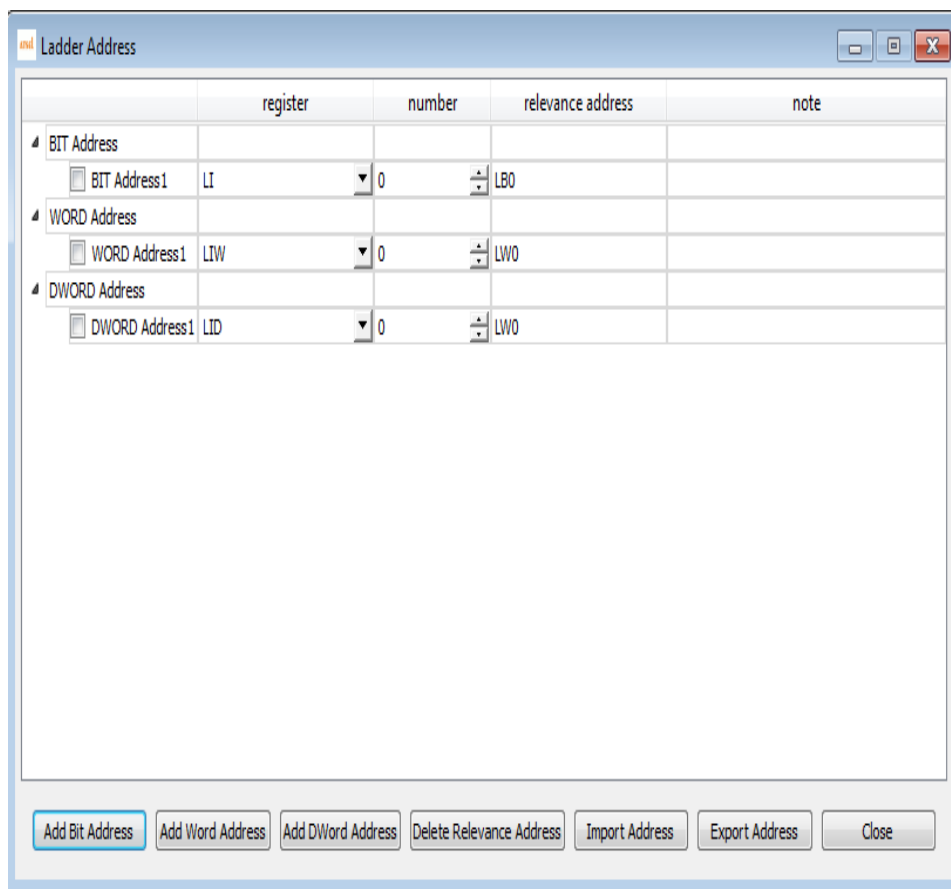 Ladder Address
register number relevance address note
BIT Address
BIT Address1 LI 0 LB0
WORD Address
WORD Address1 LIW 0 LW0
DWORD Address
DWORD Address1 LID 0 LW0
Add Bit Address Add Word Address Add DWord Address Delete Relevance Address Import Address Export Address Close